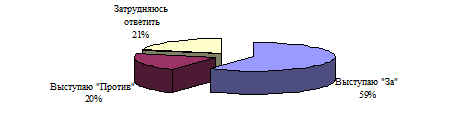 Затрудняюсь
ответить
21%
Выступаю "За"
59%
Выступаю "Против"
20%